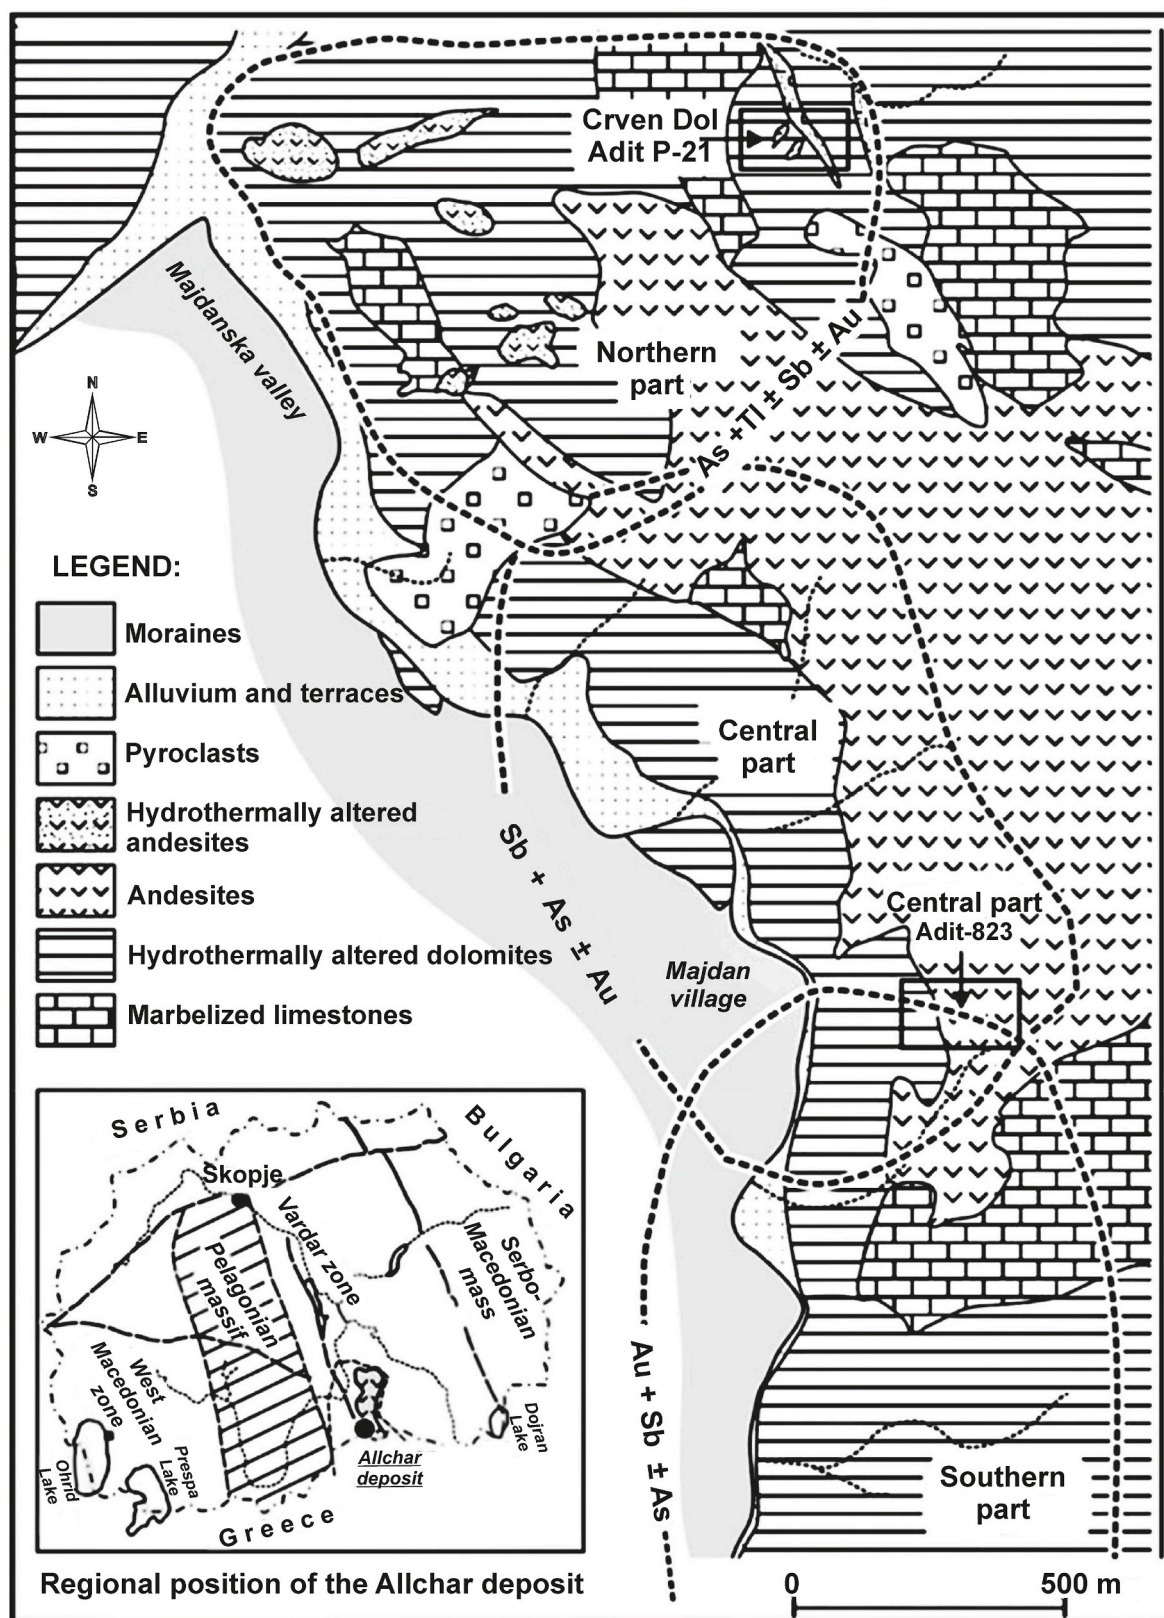 Crven Dol
Adit P-21
Majdanska valley
Northern
part
As +Tl ± Sb ± Au
N
W
E
S
LEGEND:
Moraines
Alluvium and terraces
Pyroclasts
Hydrothermally altered
andesites
Andesites
Hydrothermally altered dolomites
Marbelized limestones
Central
part
Sb + As ± Au
Central part
Adit-823
Majdan
village
Au + Sb ± As
Southern
part
Serbia
Bulgaria
Skopje
Vardar zone
Serbo-
Macedonian
mass
Pelagonian
massif
West
Macedonian
zone
Ohrid
Lake
Prespa
Lake
Dojran
Lake
Allchar
deposit
Greece
Regional position of the Allchar deposit
0
500 m